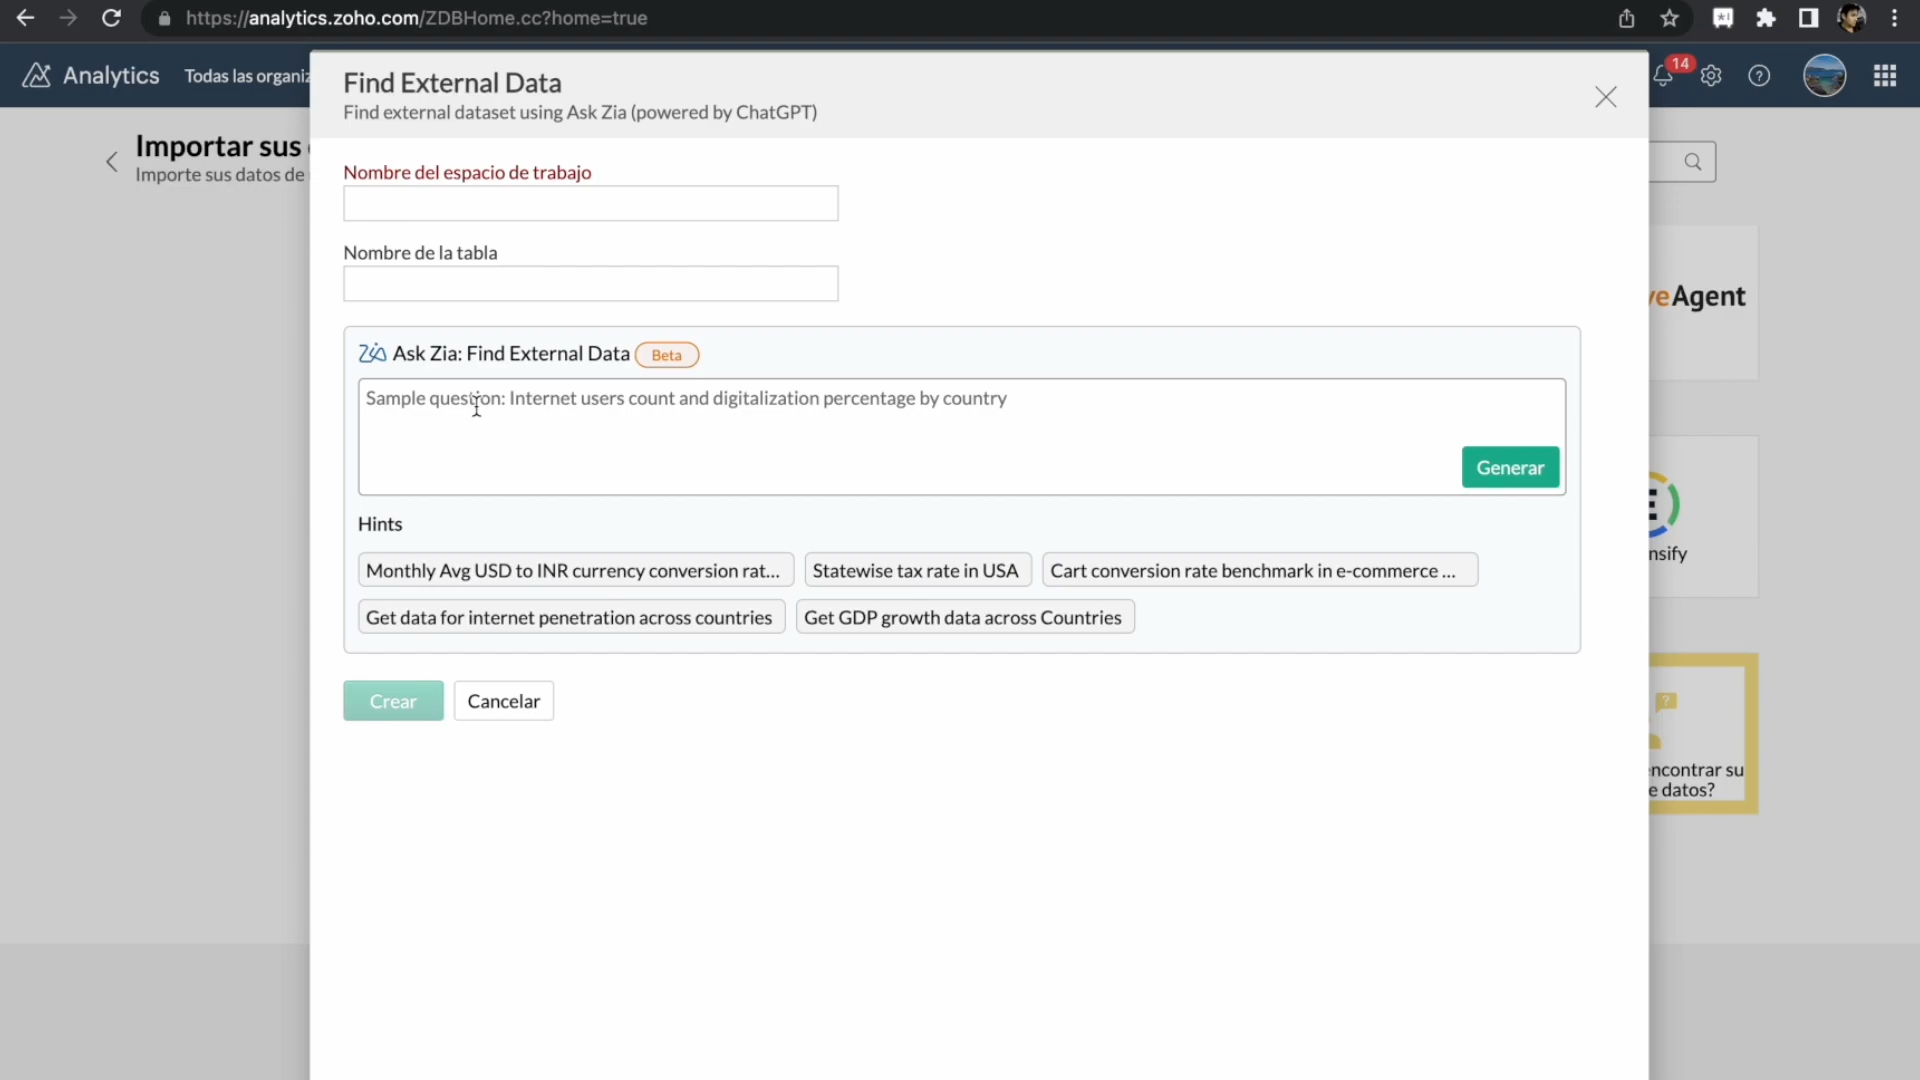 https://analytics.zoho.com/ZDBHome.cc?home=true
Analytics
Todas las organiz
14
Find External Data
Find external dataset using Ask Zia (powered by ChatGPT)
Importar sus
Importe sus datos de
Nombre del espacio de trabajo
Nombre de la tabla
Zia Ask Zia: Find External Data Beta
Sample question: Internet users count and digitalization percentage by country
Generar
Hints
Monthly Avg USD to INR currency conversion rat...
Statewise tax rate in USA
Cart conversion rate benchmark in e-commerce ...
Get data for internet penetration across countries
Get GDP growth data across Countries
Crear
Cancelar
veAgent
E
nsify
ncontrar su
e datos?